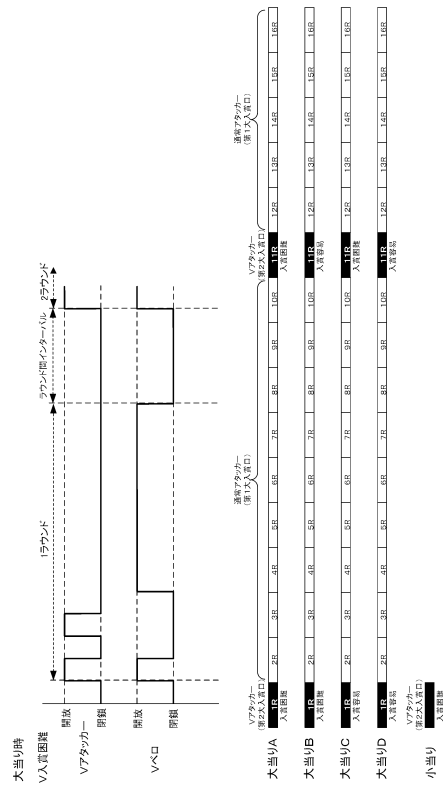 大当り時
V入賞困難
1ラウンド
ラウンド間インターバル
2ラウンド
Vアタッカー
開放
閉鎖
Vベロ
開放
閉鎖
Vアタッカー
(第2大入賞口)
通常アタッカー
(第1大入賞口)
Vアタッカー
(第2大入賞口)
通常アタッカー
(第1大入賞口)
大当りA
1R 2R 3R 4R 5R 6R 7R 8R 9R 10R 11R 12R 13R 14R 15R 16R
入賞困難
入賞困難
大当りB
1R 2R 3R 4R 5R 6R 7R 8R 9R 10R 11R 12R 13R 14R 15R 16R
入賞困難
入賞容易
大当りC
1R 2R 3R 4R 5R 6R 7R 8R 9R 10R 11R 12R 13R 14R 15R 16R
入賞容易
入賞困難
大当りD
1R 2R 3R 4R 5R 6R 7R 8R 9R 10R 11R 12R 13R 14R 15R 16R
入賞容易
入賞容易
Vアタッカー
(第2大入賞口)
小当り
入賞困難